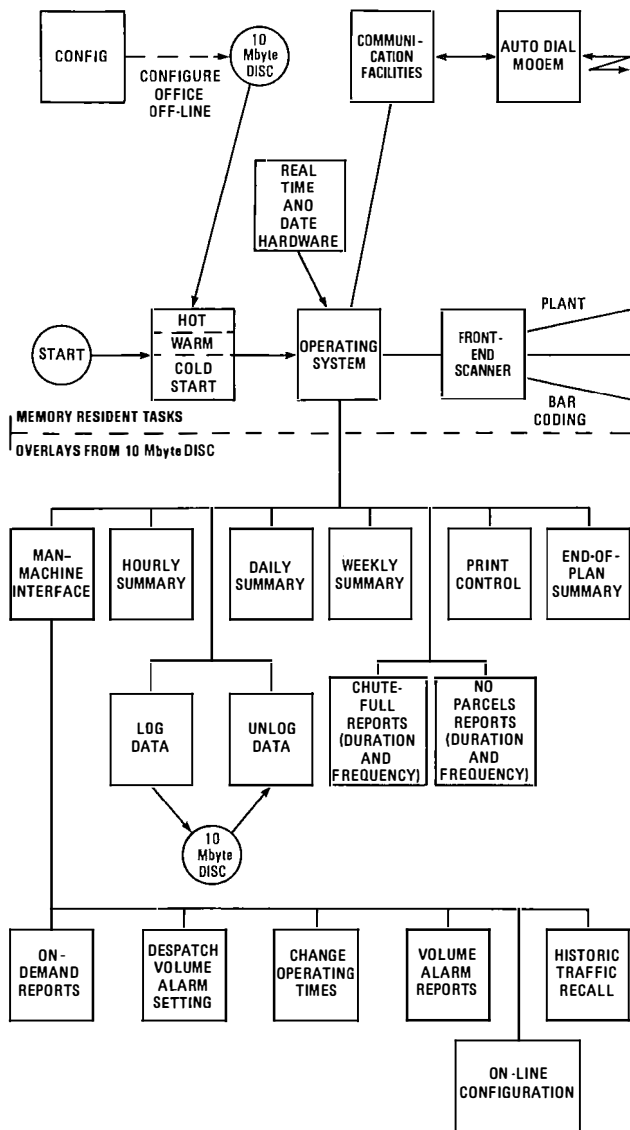 CONFIG
CONFIGURE
OFFICE
OFF-LINE
10
Mbyte
DISC
COMMUNI-
CATION
FACILITIES
AUTO DIAL
MOOEM
REAL
TIME
ANO
DATE
HARDWARE
START
HOT
WARM
COLD
START
OPERATING
SYSTEM
FRONT-
END
SCANNER
PLANT
BAR
CODING
MEMORY RESIDENT TASKS
OVERLAYS FROM 10 Mbyte DISC
MAN-
MACHINE
INTERFACE
HOURLY
SUMMARY
DAILY
SUMMARY
WEEKLY
SUMMARY
PRINT
CONTROL
END-OF-
PLAN
SUMMARY
LOG
DATA
UNLOG
DATA
CHUTE-
FULL
REPORTS
(DURATION
AND
FREQUENCY)
NO
PARCELS
REPORTS
(DURATION
AND
FREQUENCY)
10
Mbyte
DISC
ON-
DEMAND
REPORTS
DESPATCH
VOLUME
ALARM
SETTING
CHANGE
OPERATING
TIMES
VOLUME
ALARM
REPORTS
HISTORIC
TRAFFIC
RECALL
ON-LINE
CONFIGURATION